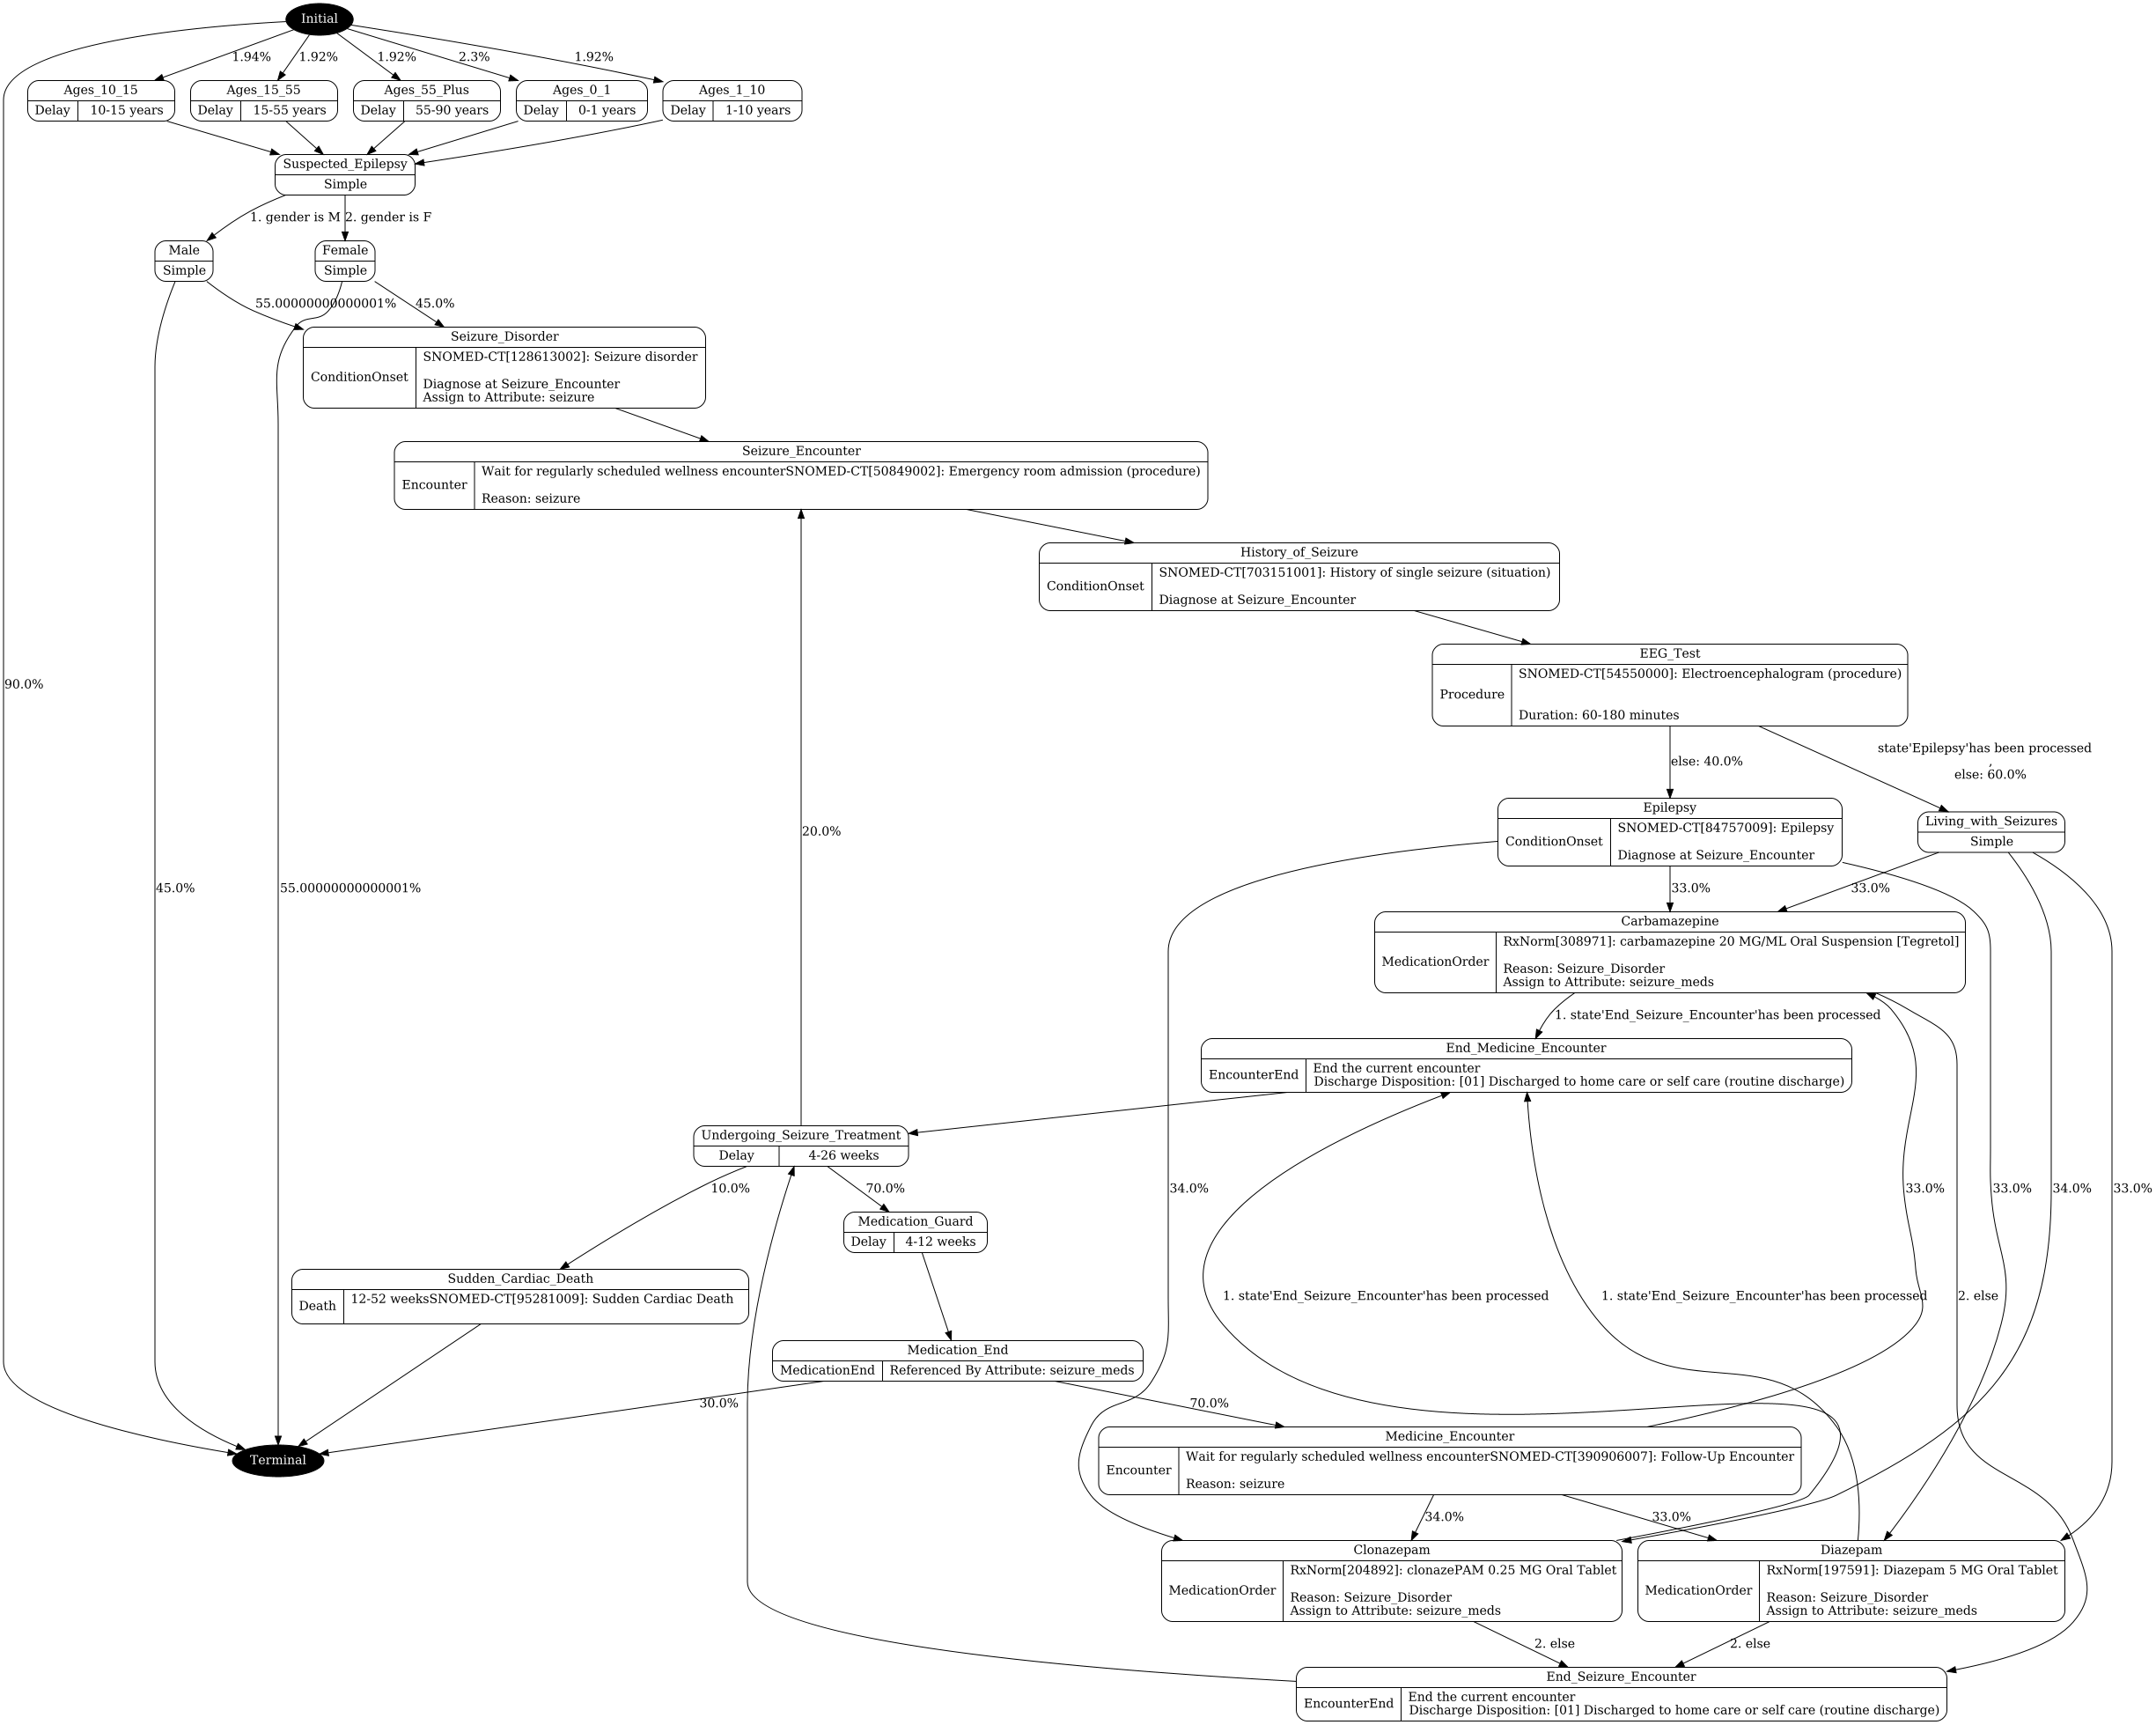 Initial
1.94%
1.92%
1.92%
2.3%
1.92%
Ages_10_15
Delay
10-15 years
Ages_15_55
Delay
15-55 years
Ages_55_Plus
Delay
55-90 years
Ages_0_1
Delay
0-1 years
Ages_1_10
Delay
1-10 years
Suspected_Epilepsy
Simple
1. gender is M
2. gender is F
Male
Simple
Female
Simple
55.00000000000001%
45.0%
Seizure_Disorder
ConditionOnset
SNOMED-CT[128613002]: Seizure disorder
Diagnose at Seizure_Encounter
Assign to Attribute: seizure
Seizure_Encounter
Encounter
Wait for regularly scheduled wellness encounterSNOMED-CT[50849002]: Emergency room admission (procedure)
Reason: seizure
History_of_Seizure
ConditionOnset
SNOMED-CT[703151001]: History of single seizure (situation)
Diagnose at Seizure_Encounter
EEG_Test
Procedure
SNOMED-CT[54550000]: Electroencephalogram (procedure)
Duration: 60-180 minutes
90.0%
else: 40.0%
state'Epilepsy'has been processed
,
else: 60.0%
Epilepsy
ConditionOnset
SNOMED-CT[84757009]: Epilepsy
Diagnose at Seizure_Encounter
Living_with_Seizures
Simple
20.0%
45.0%
55.00000000000001%
33.0%
33.0%
Carbamazepine
MedicationOrder
RxNorm[308971]: carbamazepine 20 MG/ML Oral Suspension [Tegretol]
Reason: Seizure_Disorder
Assign to Attribute: seizure_meds
1. state'End_Seizure_Encounter'has been processed
End_Medicine_Encounter
EncounterEnd
End the current encounter
Discharge Disposition: [01] Discharged to home care or self care (routine discharge)
Undergoing_Seizure_Treatment
Delay
4-26 weeks
10.0%
70.0%
34.0%
33.0%
33.0%
34.0%
33.0%
Medication_Guard
Delay
4-12 weeks
Sudden_Cardiac_Death
Death
12-52 weeksSNOMED-CT[95281009]: Sudden Cardiac Death
1. state'End_Seizure_Encounter'has been processed
1. state'End_Seizure_Encounter'has been processed
2. else
Medication_End
MedicationEnd
Referenced By Attribute: seizure_meds
30.0%
70.0%
Terminal
Medicine_Encounter
Encounter
Wait for regularly scheduled wellness encounterSNOMED-CT[390906007]: Follow-Up Encounter
Reason: seizure
34.0%
33.0%
Clonazepam
MedicationOrder
RxNorm[204892]: clonazePAM 0.25 MG Oral Tablet
Reason: Seizure_Disorder
Assign to Attribute: seizure_meds
Diazepam
MedicationOrder
RxNorm[197591]: Diazepam 5 MG Oral Tablet
Reason: Seizure_Disorder
Assign to Attribute: seizure_meds
2. else
2. else
End_Seizure_Encounter
EncounterEnd
End the current encounter
Discharge Disposition: [01] Discharged to home care or self care (routine discharge)